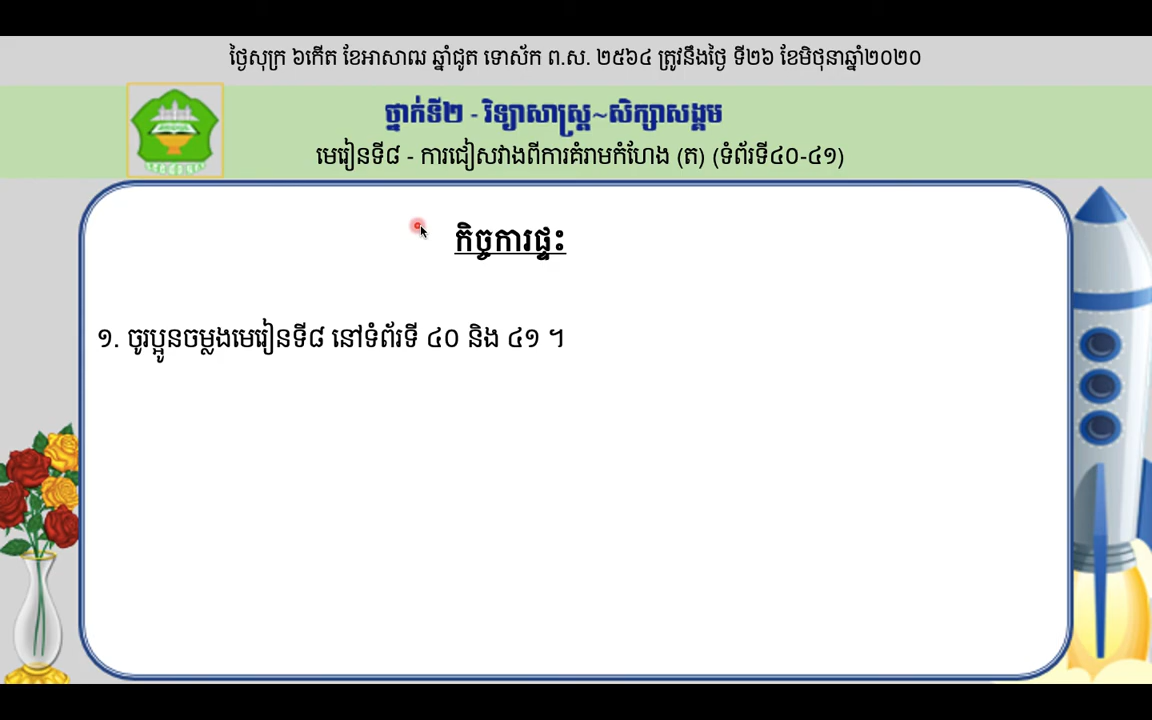 ថ្ងៃសុក្រ ៦កើត ខែអាសាឍ ឆ្នាំជូត ទោស័ក ព.ស. ២៥៦៤ ត្រូវនឹងថ្ងៃ ទី២៦ ខែមិថុនាឆ្នាំ២០២០
ថ្នាក់ទី២ - វិទ្យាសាស្ត្រ~សិក្សាសង្គម
មេរៀនទី៨ - ការជៀសវាងពីការគំរាមកំហែង (ត) (ទំព័រទី៤០-៤១)
កិច្ចការផ្ទះ
១. ចូរប្អូនចម្លងមេរៀនទី៨ នៅទំព័រទី ៤០ និង ៤១ ។